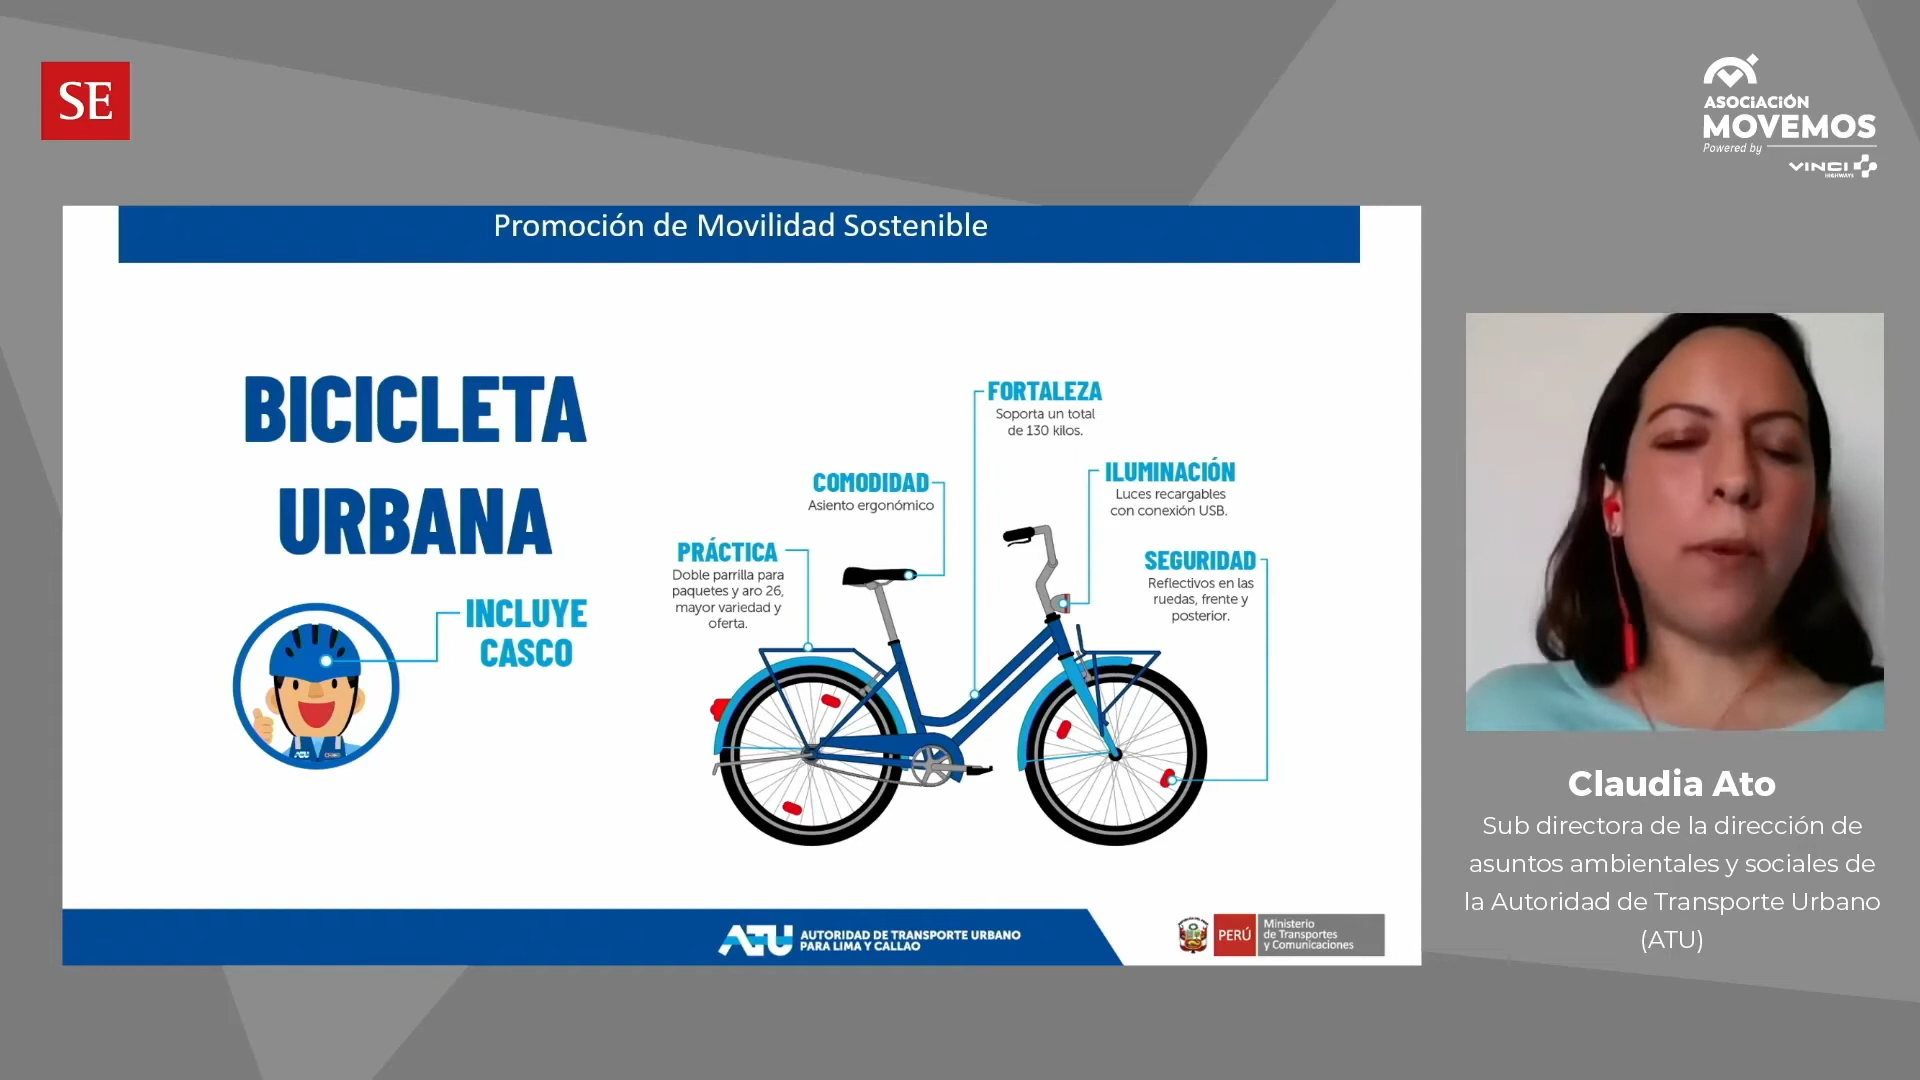 SE
ASOCIACIÓN
MOVEMOS
Powered by
VINCI
HIGHWAYS
Promoción de Movilidad Sostenible
BICICLETA
URBANA
INCLUYE
CASCO
FORTALEZA
Soporta un total
de 130 kilos.
COMODIDAD
Asiento ergonómico
ILUMINACIÓN
Luces recargables
con conexión USB.
PRÁCTICA
Doble parrilla para
paquetes y aro 26,
mayor variedad y
oferta.
SEGURIDAD
Reflectivos en las
ruedas, frente y
posterior.
ATU
AUTORIDAD DE TRANSPORTE URBANO
PARA LIMA Y CALLAO
PERÚ
Ministerio
de Transportes
y Comunicaciones
Claudia Ato
Sub directora de la dirección de
asuntos ambientales y sociales de
la Autoridad de Transporte Urbano
(ATU)